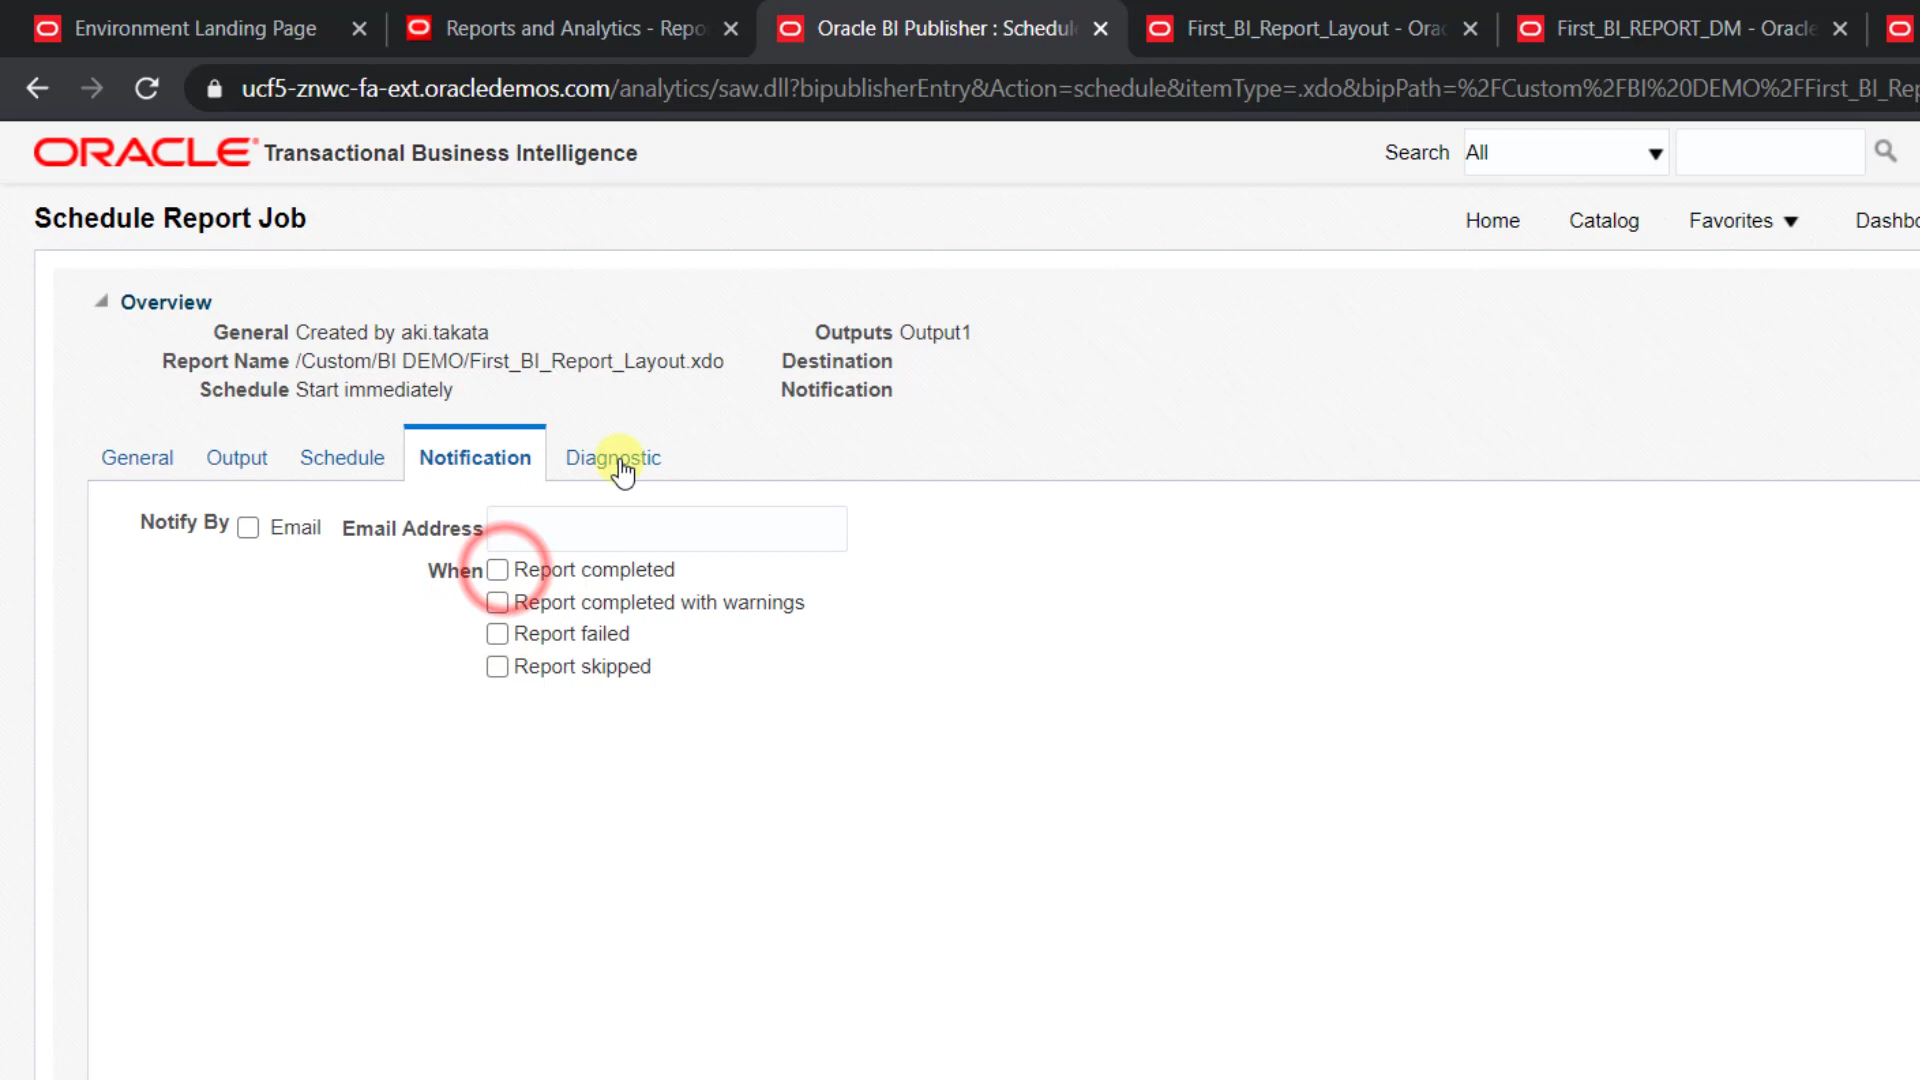 Environment Landing Page
Reports and Analytics - Repo
Oracle BI Publisher : Schedul
First_BI_Report_Layout - Orac
First_BI_REPORT_DM - Oracle
ucf5-znwc-fa-ext.oracledemos.com/analytics/saw.dll?bipublisherEntry&Action=schedule&itemType=.xdo&bipPath=%2FCustom%2FBI%20DEMO%2FFirst_BI_Rep
ORACLE Transactional Business Intelligence
Search All
Schedule Report Job
Home Catalog Favorites Dashbo
Overview
General Created by aki.takata
Outputs Output1
Report Name /Custom/BI DEMO/First_BI_Report_Layout.xdo
Destination
Schedule Start immediately
Notification
General Output Schedule Notification Diagnostic
Notify By Email Email Address
When Report completed
Report completed with warnings
Report failed
Report skipped